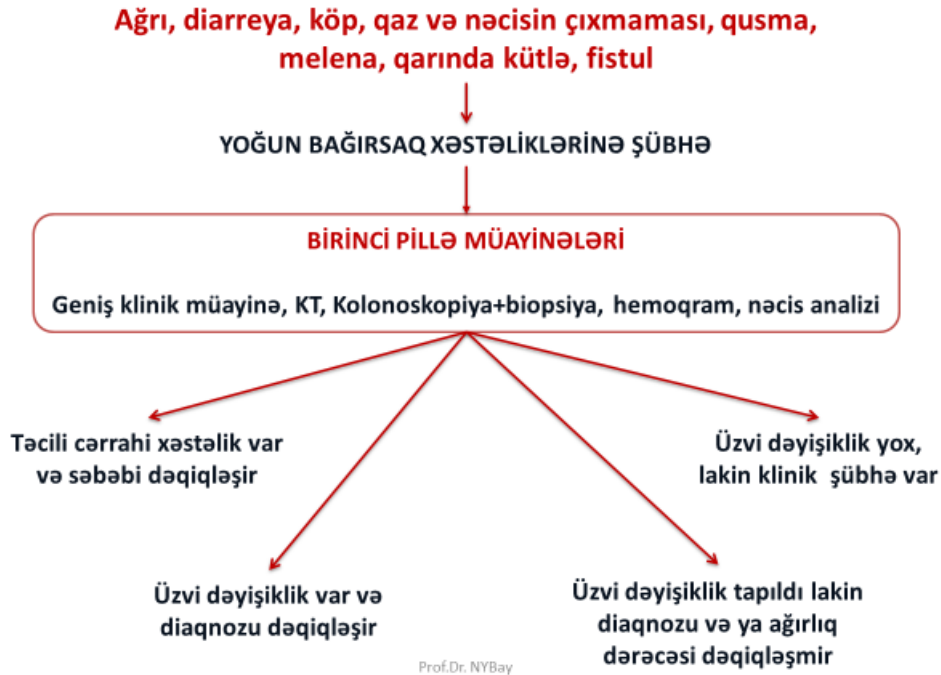 Ağrı, diarreya, köp, qaz və nəcisin çıxmaması, qusma,
melena, qarında kütlə, fistul
YOĞUN BAĞIRSAQ XƏSTƏLİKLƏRİNƏ ŞÜBHƏ
BİRİNCİ PİLLƏ MÜAYİNƏLƏRİ
Geniş klinik müayinə, KT, Kolonoskopiya+biopsiya, hemoqram, nəcis analizi
Təcili cərrahi xəstəlik var
və səbəbi dəqiqləşir
Üzvi dəyişiklik yox,
lakin klinik şübhə var
Üzvi dəyişiklik var və
diaqnozu dəqiqləşir
Üzvi dəyişiklik tapıldı lakin
diaqnozu və ya ağırlıq
dərəcəsi dəqiqləşmir
Prof.Dr. NYBay